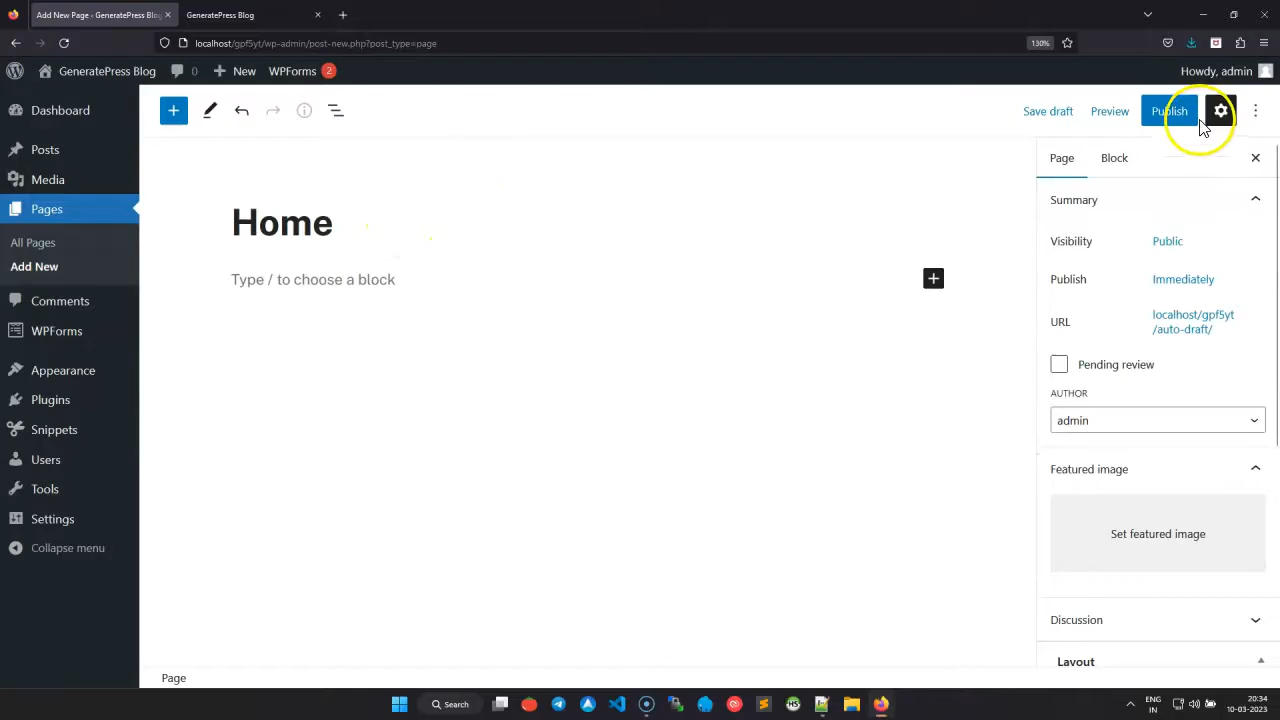 Add New Page - GeneratePress Blog
GeneratePress Blog
localhost/gpf5yt/wp-admin/post-new.php?post_type=page
130%
GeneratePress Blog
0
New
WPForms
2
Howdy, admin
Dashboard
Posts
Media
Pages
All Pages
Add New
Comments
WPForms
Appearance
Plugins
Snippets
Users
Tools
Settings
Collapse menu
Save draft
Preview
Publish
Home
Type / to choose a block
Page
Block
Summary
Visibility
Public
Publish
Immediately
URL
localhost/gpf5yt
/auto-draft/
Pending review
AUTHOR
admin
Featured image
Set featured image
Discussion
Layout
Page
Search
HS
ENG
IN
20:34
10-03-2023